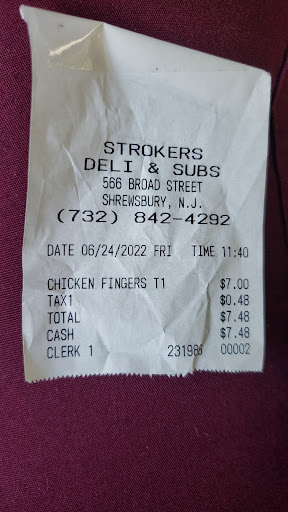 STROKERS
DELI & SUBS
566 BROAD STREET
SHREWSBURY, N.J.
(732) 842-4292
DATE 06/24/2022 FRI TIME 11:40
CHICKEN FINGERS T1 $7.00
TAX1 $0.48
TOTAL $7.48
CASH $7.48
CLERK 1 231986 00002